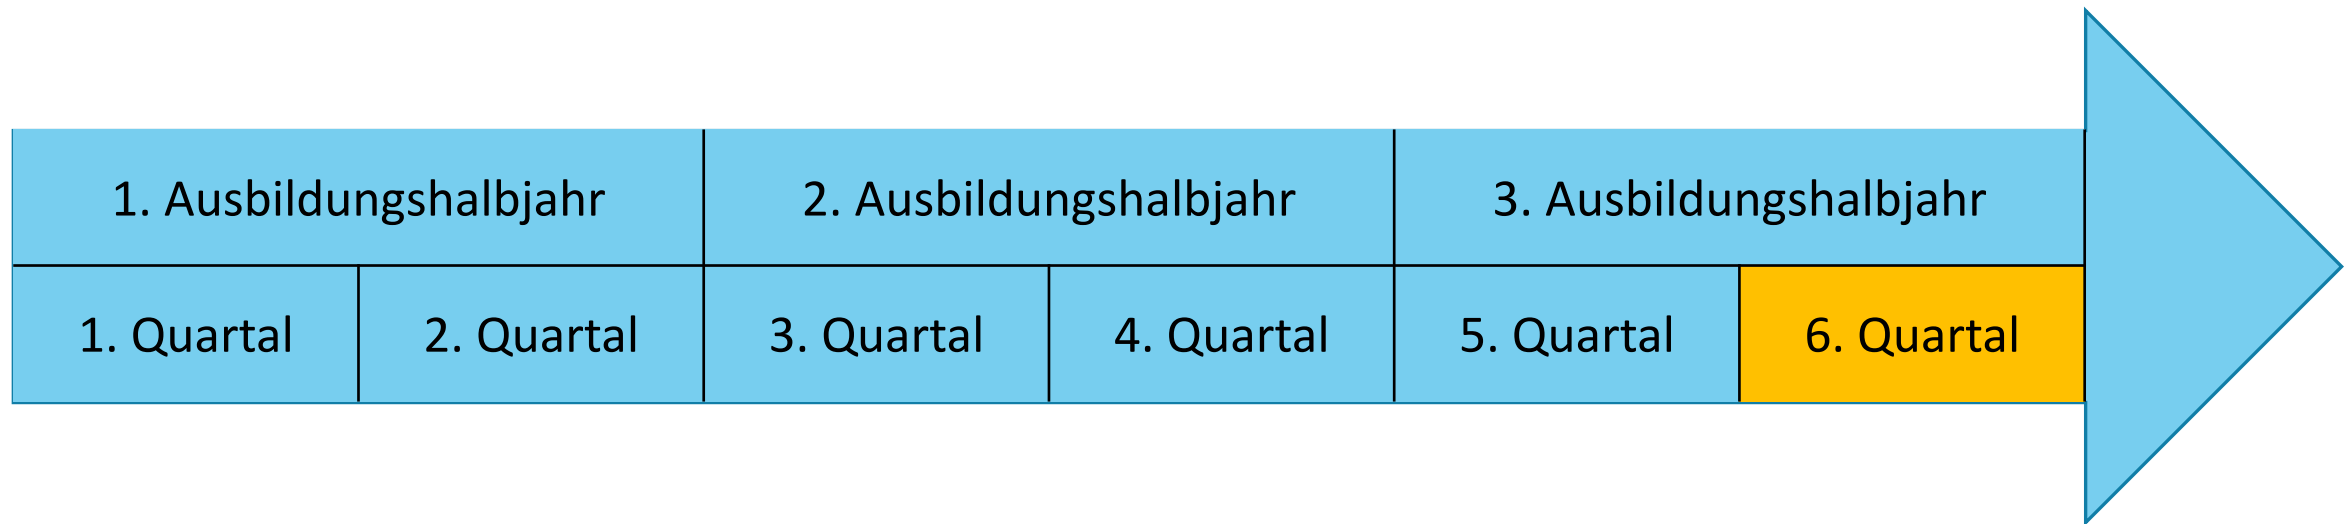 1. Ausbildungshalbjahr 2. Ausbildungshalbjahr 3. Ausbildungshalbjahr
1. Quartal 2. Quartal 3. Quartal 4. Quartal 5. Quartal 6. Quartal